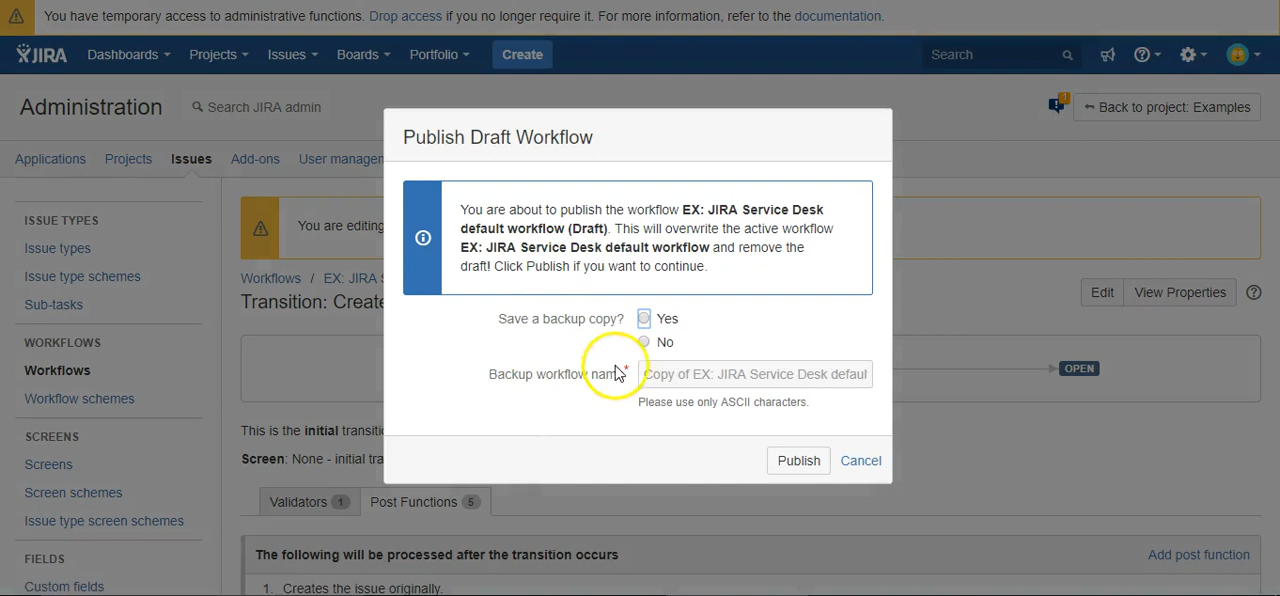 You have temporary access to administrative functions. Drop access if you no longer require it. For more information, refer to the documentation.
JIRA Dashboards Projects Issues Boards Portfolio Create Search
Administration Search JIRA admin 1 Back to project: Examples
Applications Projects Issues Add-ons User manage
Publish Draft Workflow
You are about to publish the workflow EX: JIRA Service Desk
default workflow (Draft). This will overwrite the active workflow
EX: JIRA Service Desk default workflow and remove the
draft! Click Publish if you want to continue.
Save a backup copy? Yes
No
Backup workflow name* Copy of EX: JIRA Service Desk defaul
Please use only ASCII characters.
Publish Cancel
ISSUE TYPES
Issue types
Issue type schemes
Sub-tasks
WORKFLOWS
Workflows
Workflow schemes
SCREENS
Screens
Screen schemes
Issue type screen schemes
FIELDS
Custom fields
You are editing
Workflows / EX: JIRA S
Transition: Create
Edit View Properties
OPEN
This is the initial transiti
Screen: None - initial tra
Validators 1 Post Functions 5
The following will be processed after the transition occurs Add post function
1. Creates the issue originally.